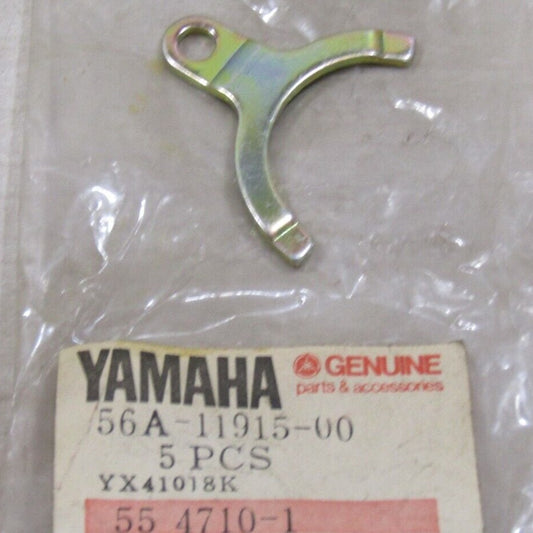 YAMAHA GENUINE
parts & accessories
56A-11915-00
5 PCS
YX41018K
55 4710-1